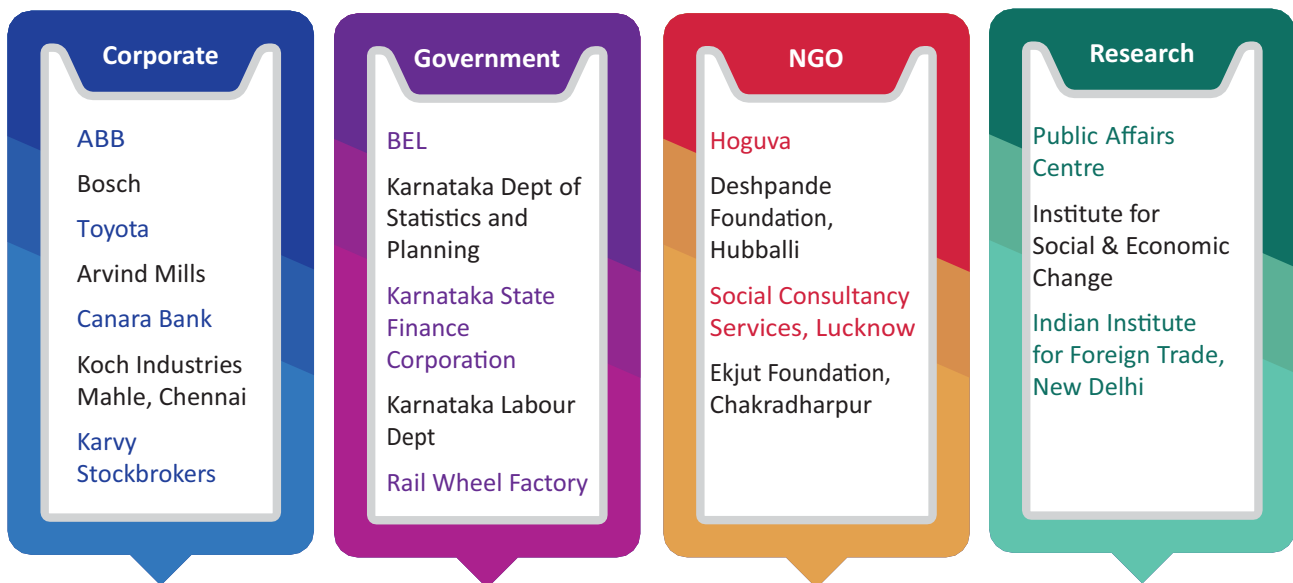 Corporate
ABB
Bosch
Toyota
Arvind Mills
Canara Bank
Koch Industries
Mahle, Chennai
Karvy
Stockbrokers
Government
BEL
Karnataka Dept of
Statistics and
Planning
Karnataka State
Finance
Corporation
Karnataka Labour
Dept
Rail Wheel Factory
NGO
Hoguva
Deshpande
Foundation,
Hubballi
Social Consultancy
Services, Lucknow
Ekjut Foundation,
Chakradharpur
Research
Public Affairs
Centre
Institute for
Social & Economic
Change
Indian Institute
for Foreign Trade,
New Delhi